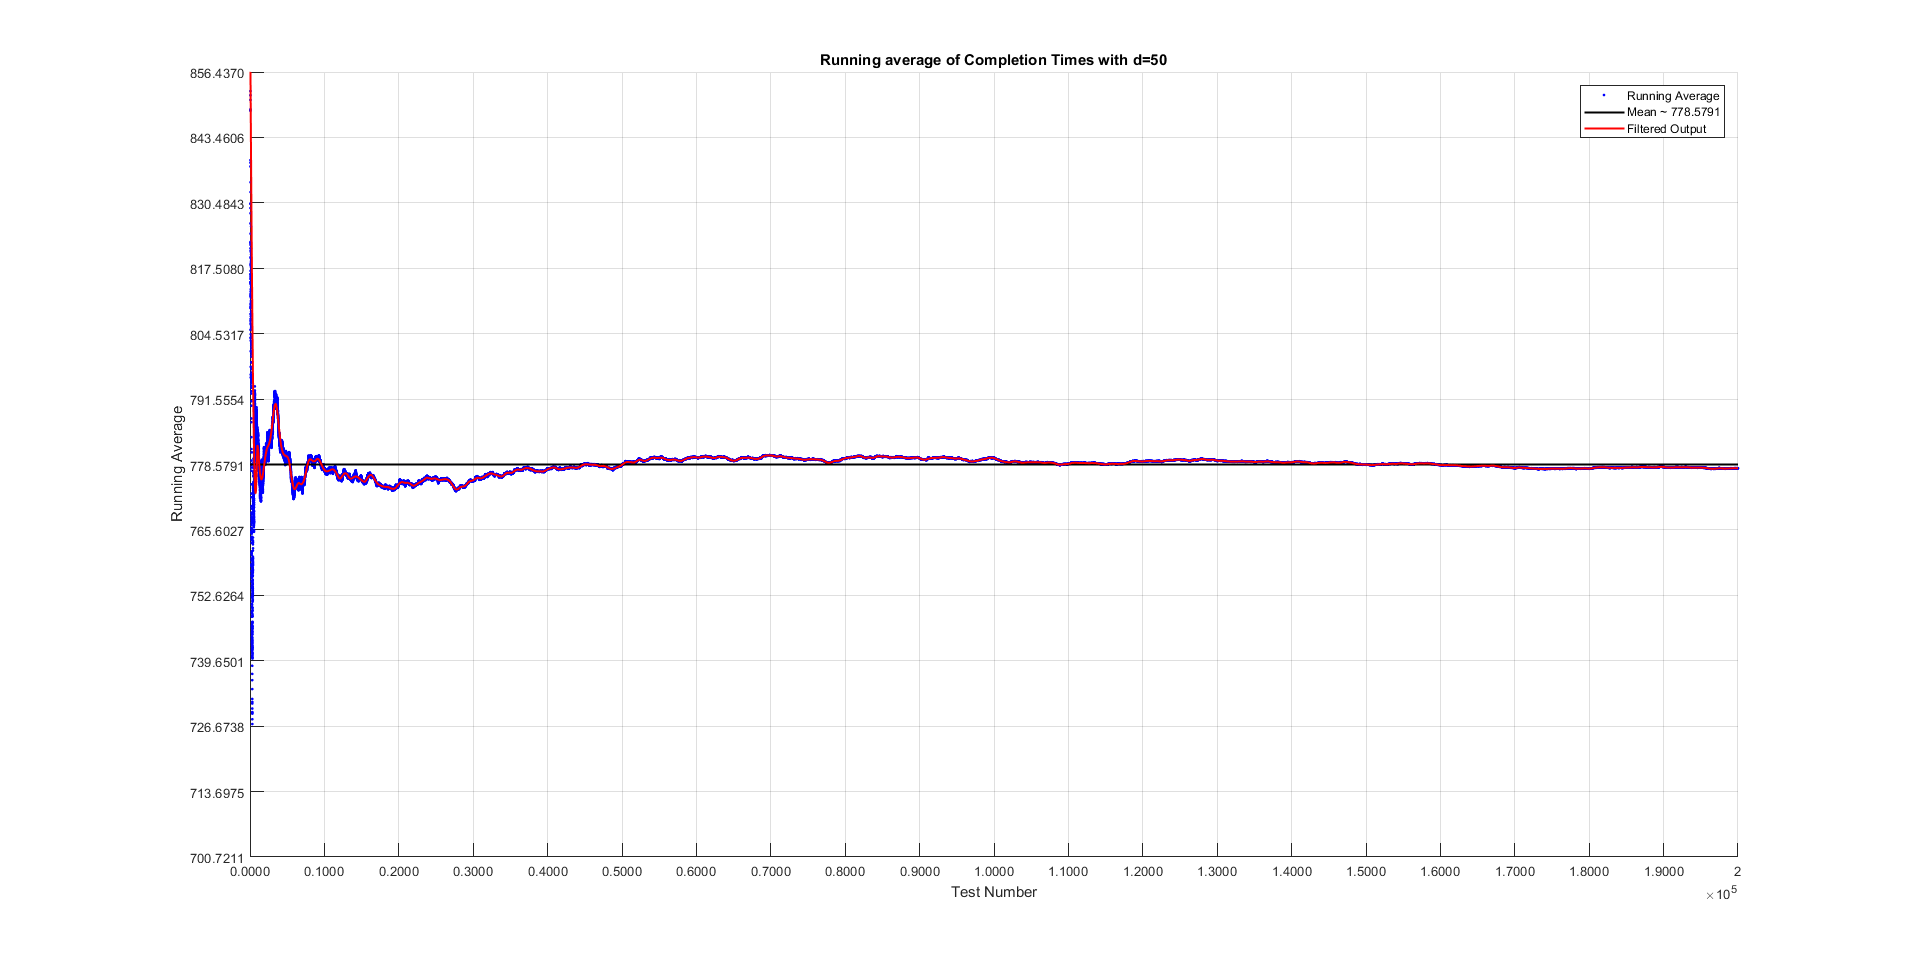 Running average of Completion Times with d=50
Running Average
Mean ~ 778.5791
Filtered Output
856.4370
843.4606
830.4843
817.5080
804.5317
791.5554
778.5791
765.6027
752.6264
739.6501
726.6738
713.6975
700.7211
Running Average
0.0000 0.1000 0.2000 0.3000 0.4000 0.5000 0.6000 0.7000 0.8000 0.9000 1.0000 1.1000 1.2000 1.3000 1.4000 1.5000 1.6000 1.7000 1.8000 1.9000 2
Test Number
×10⁵